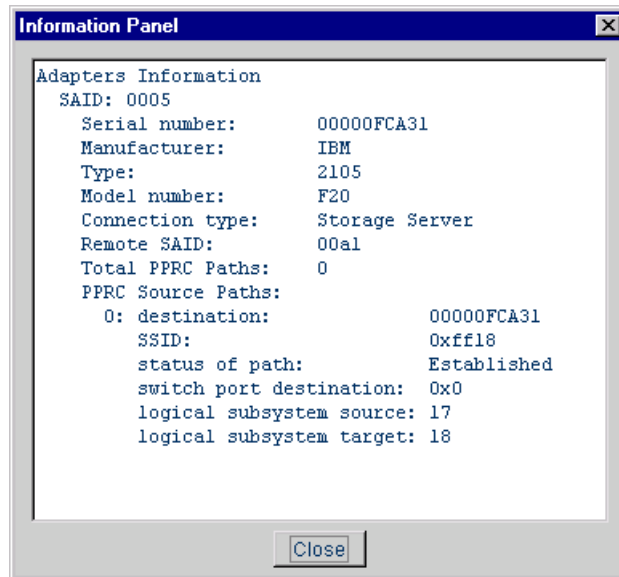 Information Panel
Adapters Information
SAID: 0005
Serial number: 00000FCA31
Manufacturer: IBM
Type: 2105
Model number: F20
Connection type: Storage Server
Remote SAID: 00a1
Total PPRC Paths: 0
PPRC Source Paths:
0: destination: 00000FCA31
SSID: 0xff18
status of path: Established
switch port destination: 0x0
logical subsystem source: 17
logical subsystem target: 18
Close